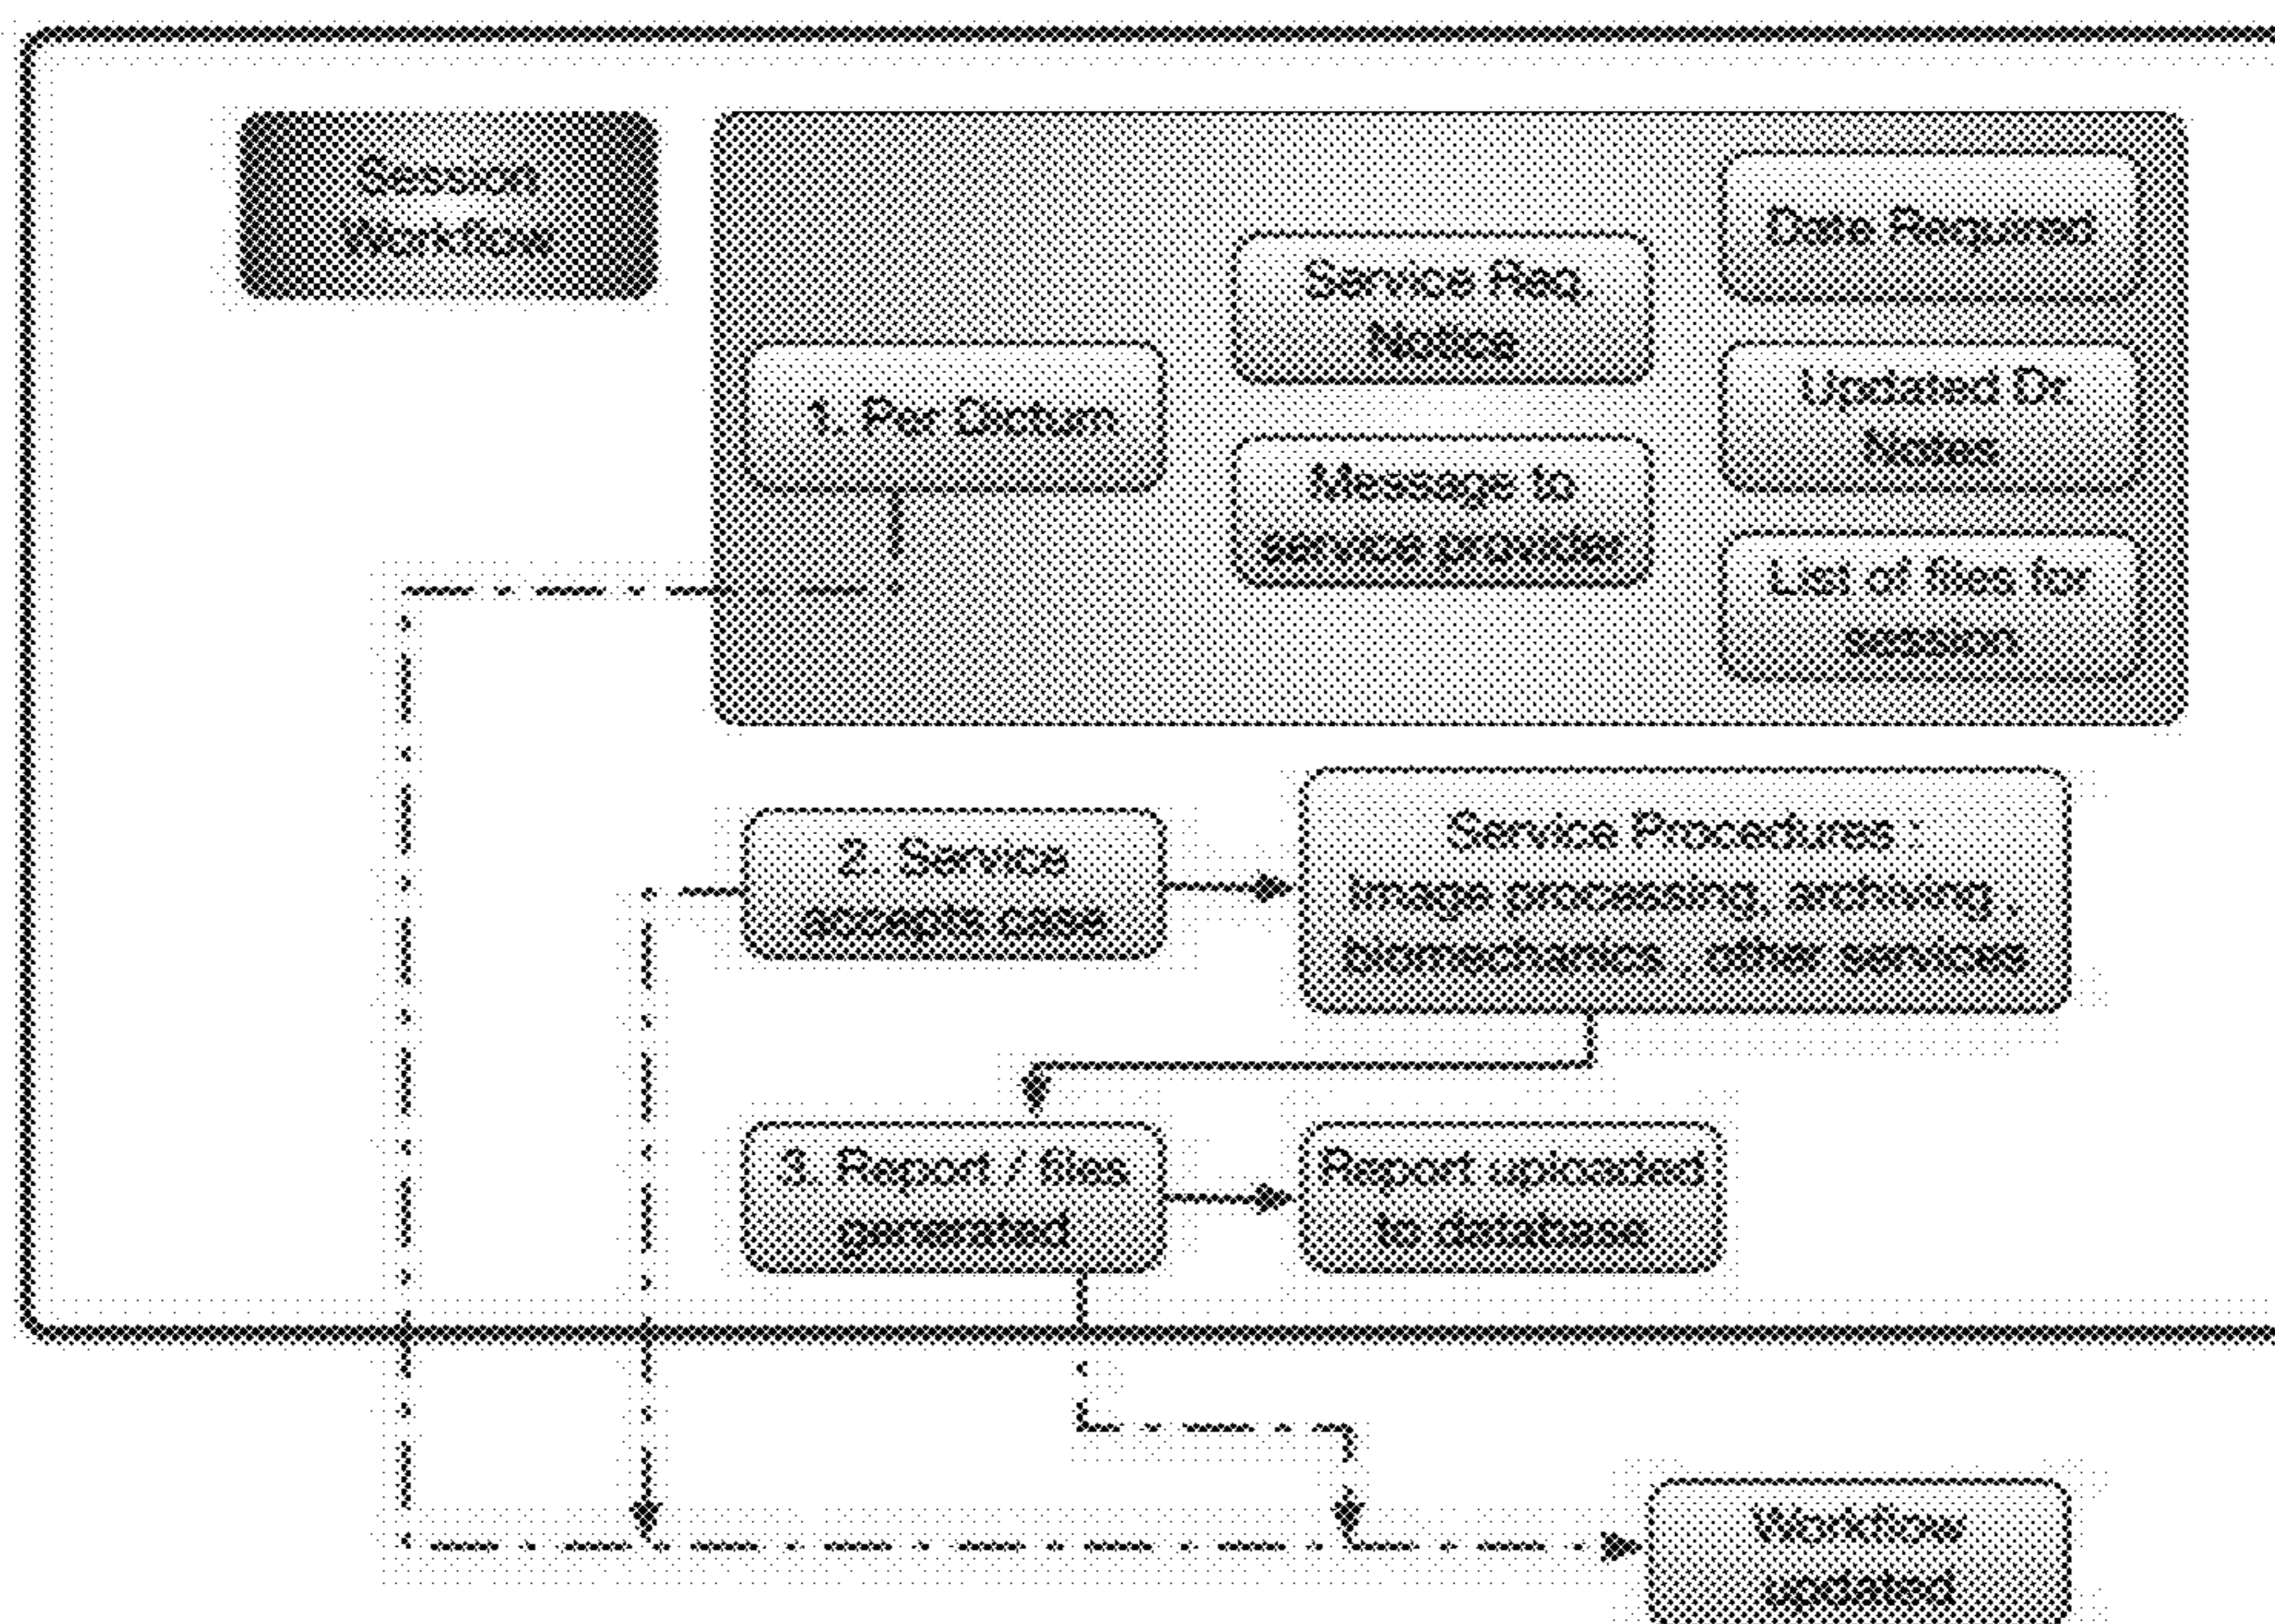 Session
Workflow
1. Per Dictum
Service Req.
Notice
Message to
service provider
Date Required
Updated Dr.
Notes
List of files for
session
2. Service
accepts case
Service Procedures :
Image processing, archiving ,
biomechanics , other services
3. Report / files
generated
Report uploaded
to database
Workflow
updated